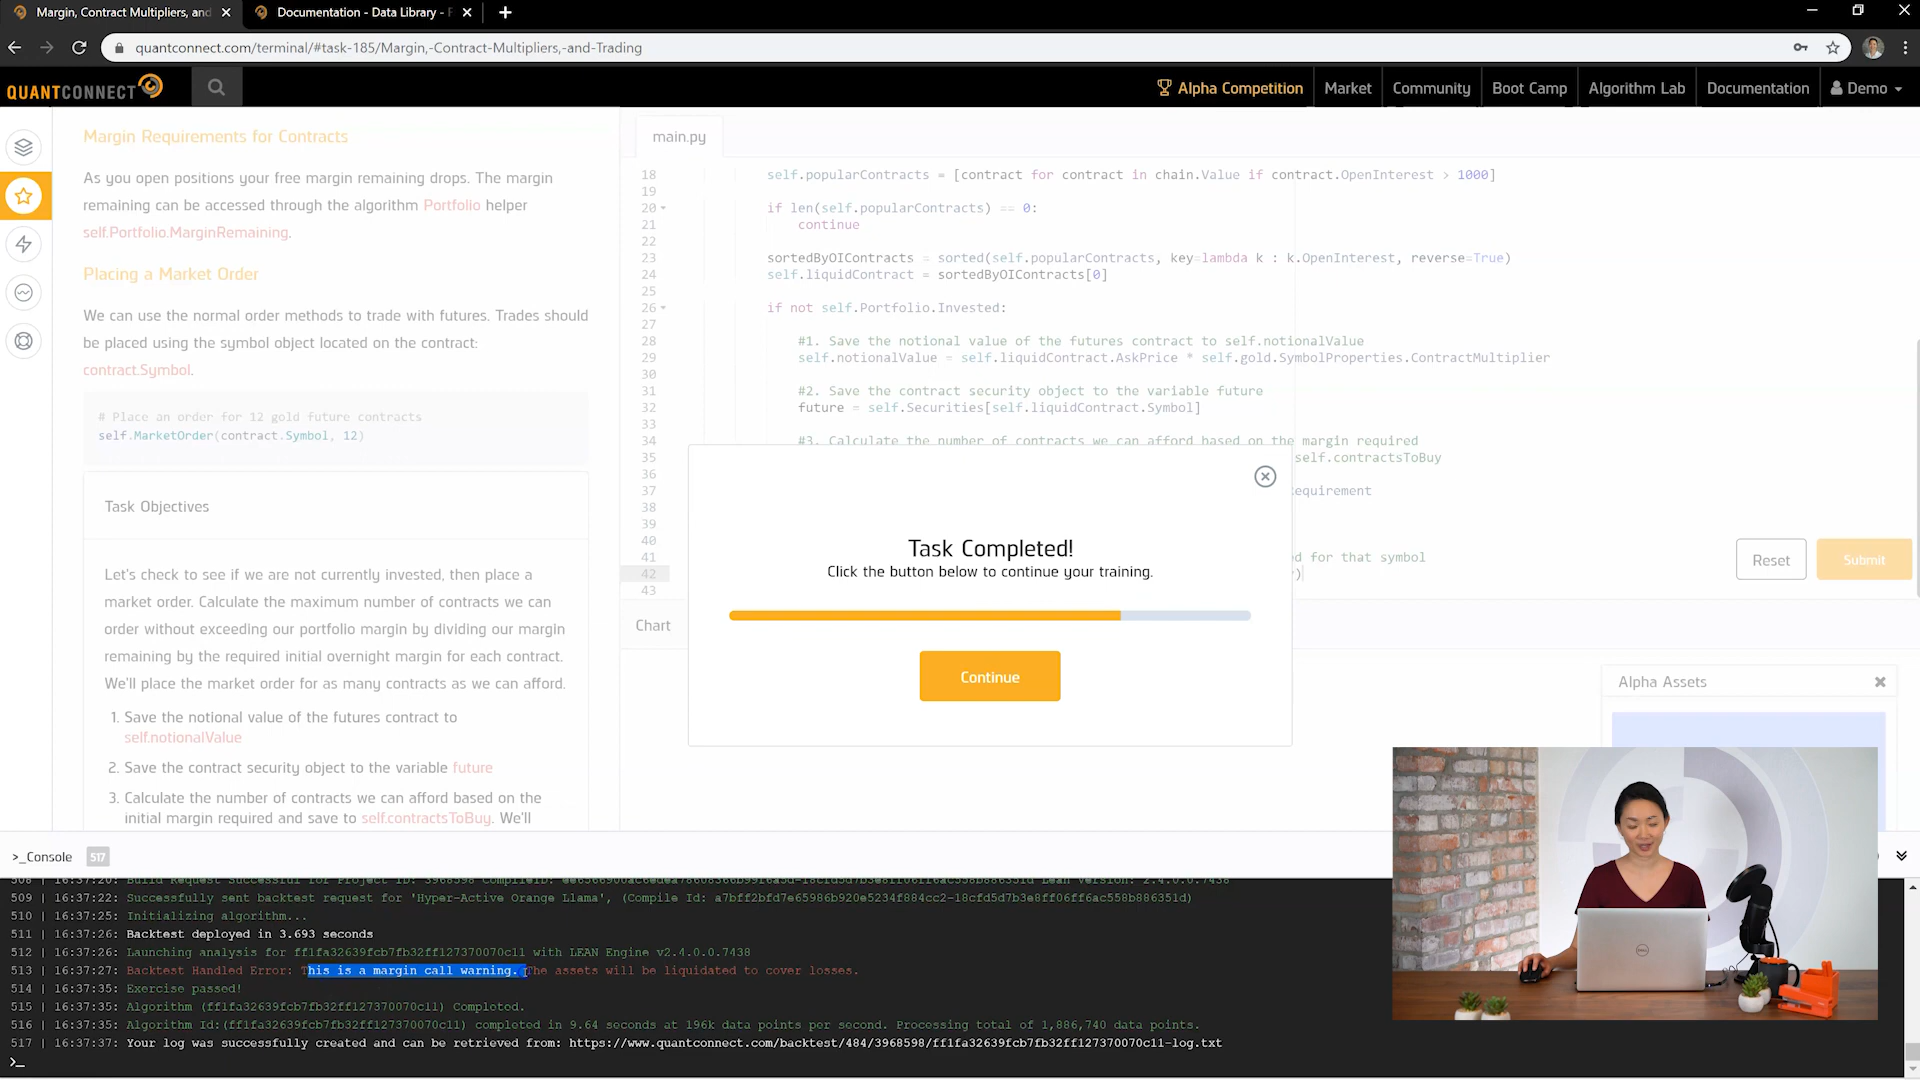 Margin, Contract Multipliers, and
Documentation - Data Library -
quantconnect.com/terminal/#task-185/Margin,-Contract-Multipliers,-and-Trading
QUANTCONNECT
Alpha Competition
Market
Community
Boot Camp
Algorithm Lab
Documentation
Demo
Margin Requirements for Contracts
As you open positions your free margin remaining drops. The margin
remaining can be accessed through the algorithm Portfolio helper
self.Portfolio.MarginRemaining.
Placing a Market Order
We can use the normal order methods to trade with futures. Trades should
be placed using the symbol object located on the contract:
contract.Symbol.
# Place an order for 12 gold future contracts
self.MarketOrder(contract.Symbol, 12)
Task Objectives
Let's check to see if we are not currently invested, then place a
market order. Calculate the maximum number of contracts we can
order without exceeding our portfolio margin by dividing our margin
remaining by the required initial overnight margin for each contract.
We'll place the market order for as many contracts as we can afford.
1. Save the notional value of the futures contract to
self.notionalValue
2. Save the contract security object to the variable future
3. Calculate the number of contracts we can afford based on the
initial margin required and save to self.contractsToBuy. We'll
main.py
18 self.popularContracts = [contract for contract in chain.Value if contract.OpenInterest > 1000]
19
20 if len(self.popularContracts) == 0:
21 continue
22
23 sortedByOIContracts = sorted(self.popularContracts, key=lambda k : k.OpenInterest, reverse=True)
24 self.liquidContract = sortedByOIContracts[0]
25
26 if not self.Portfolio.Invested:
27
28 #1. Save the notional value of the futures contract to self.notionalValue
29 self.notionalValue = self.liquidContract.AskPrice * self.gold.SymbolProperties.ContractMultiplier
30
31 #2. Save the contract security object to the variable future
32 future = self.Securities[self.liquidContract.Symbol]
33
34 #3. Calculate the number of contracts we can afford based on the margin required
35 self.contractsToBuy
36
37 equirement
38
39
40
41 d for that symbol
42 )
43
Reset
Submit
Task Completed!
Click the button below to continue your training.
Continue
Chart
Alpha Assets
>_Console 517
509 | 16:37:22: Successfully sent backtest request for 'Hyper-Active Orange Llama', (Compile Id: a7bff2bfd7e65986b920e5234f884cc2-18cfd5d7b3e8ff06ff6ac558b886351d)
510 | 16:37:25: Initializing algorithm...
511 | 16:37:26: Backtest deployed in 3.693 seconds
512 | 16:37:26: Launching analysis for ff1fa32639fcb7fb32ff127370070c11 with LEAN Engine v2.4.0.0.7438
513 | 16:37:27: Backtest Handled Error: This is a margin call warning. The assets will be liquidated to cover losses.
514 | 16:37:35: Exercise passed!
515 | 16:37:35: Algorithm (ff1fa32639fcb7fb32ff127370070c11) Completed.
516 | 16:37:35: Algorithm Id:(ff1fa32639fcb7fb32ff127370070c11) completed in 9.64 seconds at 196k data points per second. Processing total of 1,886,740 data points.
517 | 16:37:37: Your log was successfully created and can be retrieved from: https://www.quantconnect.com/backtest/484/3968598/ff1fa32639fcb7fb32ff127370070c11-log.txt
>_